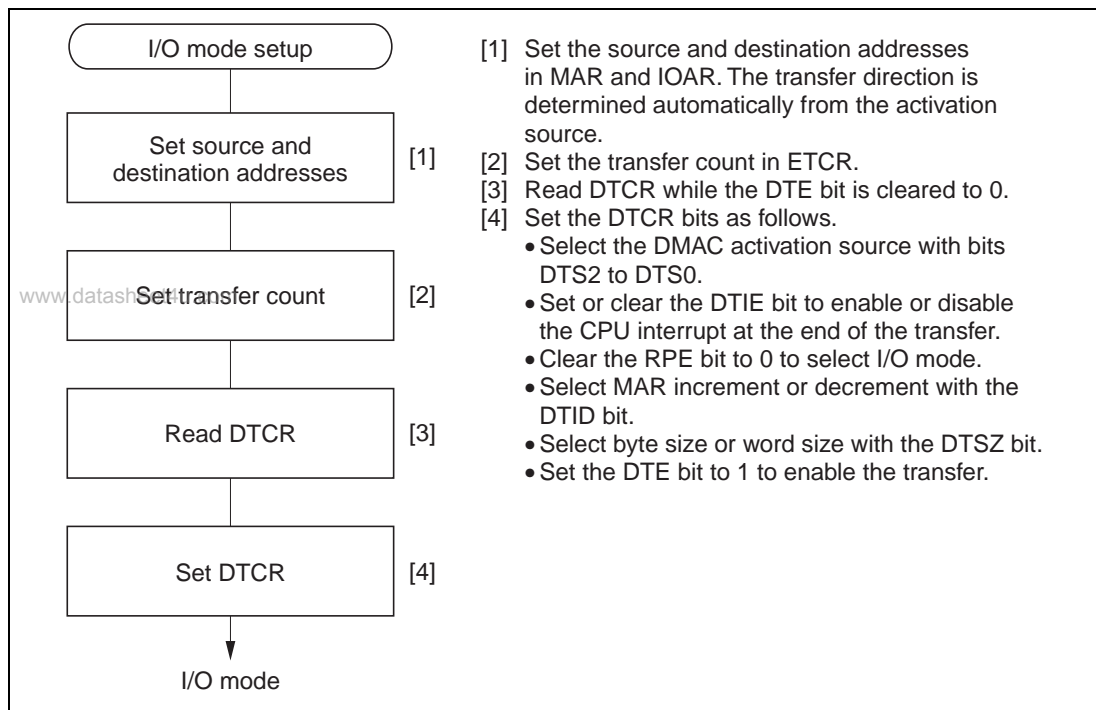 I/O mode setup
Set source and
destination addresses
[1]
Set transfer count
[2]
www.datasheet4u.com
Read DTCR
[3]
Set DTCR
[4]
I/O mode
[1] Set the source and destination addresses
in MAR and IOAR. The transfer direction is
determined automatically from the activation
source.
[2] Set the transfer count in ETCR.
[3] Read DTCR while the DTE bit is cleared to 0.
[4] Set the DTCR bits as follows.
• Select the DMAC activation source with bits
DTS2 to DTS0.
• Set or clear the DTIE bit to enable or disable
the CPU interrupt at the end of the transfer.
• Clear the RPE bit to 0 to select I/O mode.
• Select MAR increment or decrement with the
DTID bit.
• Select byte size or word size with the DTSZ bit.
• Set the DTE bit to 1 to enable the transfer.